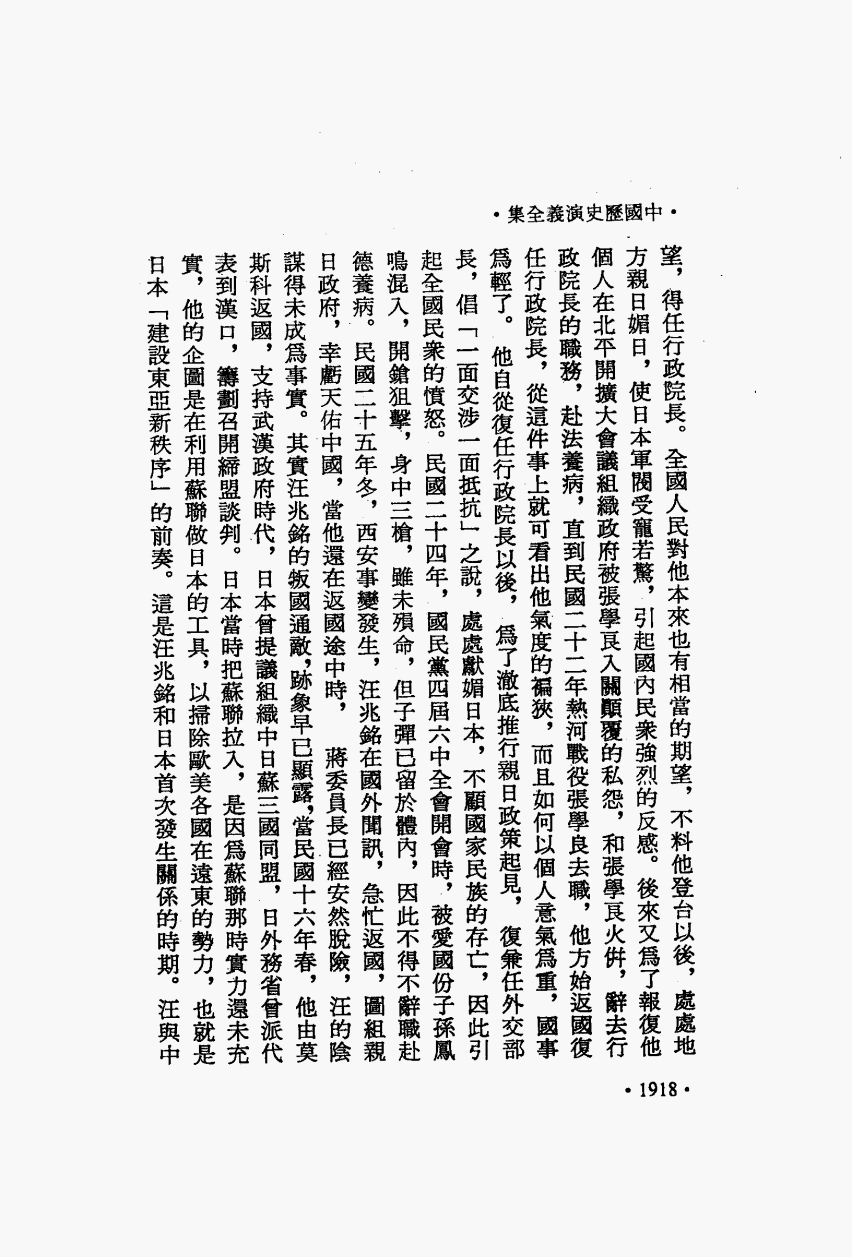 •中國歷史演義全集•
望，得任行政院長。全國人民對他本來也有相當的期望，不料他登台以後，處處地
方親日媚日，使日本軍閥受寵若驚，引起國內民衆強烈的反感。後來又爲了報復他
個人在北平開擴大會議組織政府被張學良入關顚覆的私怨，和張學良火併，辭去行
政院長的職務，赴法養病，直到民國二十二年熱河戰役張學良去職，他方始返國復
任行政院長，從這件事上就可看出他氣度的褊狹，而且如何以個人意氣爲重，國事
爲輕了。他自從復任行政院長以後，爲了澈底推行親日政策起見，復兼任外交部
長，倡「一面交涉一面抵抗」之說，處處獻媚日本，不顧國家民族的存亡，因此引
起全國民衆的憤怒。民國二十四年，國民黨四屆六中全會開會時，被愛國份子孫鳳
鳴混入，開鎗狙擊，身中三槍，雖未殞命，但子彈已留於體內，因此不得不辭職赴
德養病。民國二十五年冬，西安事變發生，汪兆銘在國外聞訊，急忙返國，圖組親
日政府，幸虧天佑中國，當他還在返國途中時，蔣委員長已經安然脫險，汪的陰
謀得未成爲事實。其實汪兆銘的叛國通敵，跡象早已顯露，當民國十六年春，他由莫
斯科返國，支持武漢政府時代，日本曾提議組織中日蘇三國同盟，日外務省曾派代
表到漢口，籌劃召開締盟談判。日本當時把蘇聯拉入，是因爲蘇聯那時實力還未充
實，他的企圖是在利用蘇聯做日本的工具，以掃除歐美各國在遠東的勢力，也就是
日本「建設東亞新秩序」的前奏。這是汪兆銘和日本首次發生關係的時期。汪與中
•1918•